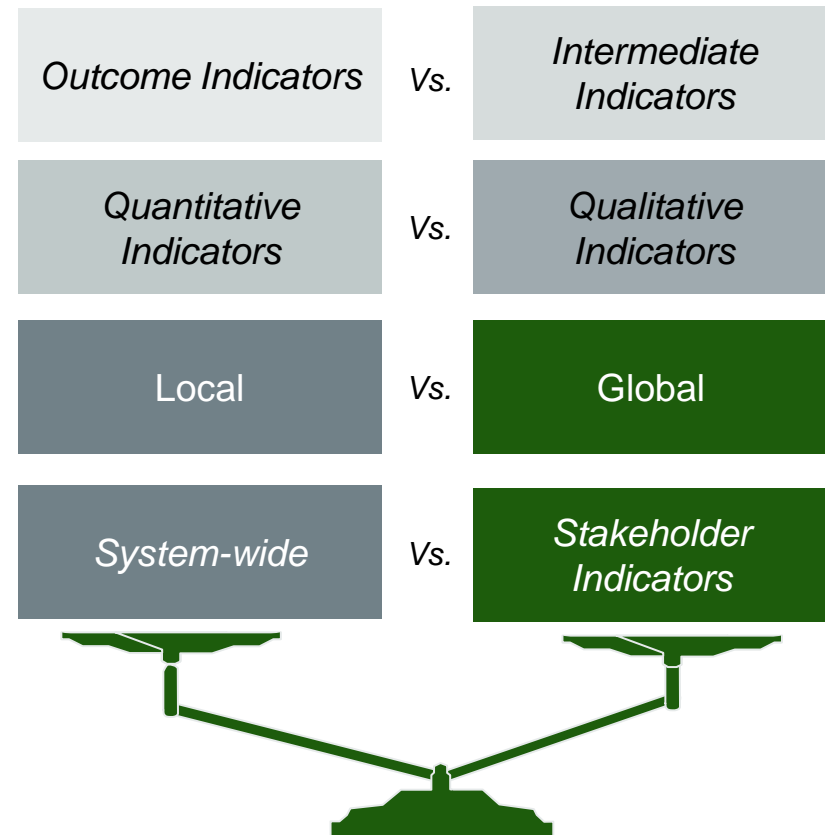 Outcome Indicators Vs. Intermediate
Indicators
Quantitative
Indicators Vs. Qualitative
Indicators
Local Vs. Global
System-wide Vs. Stakeholder
Indicators